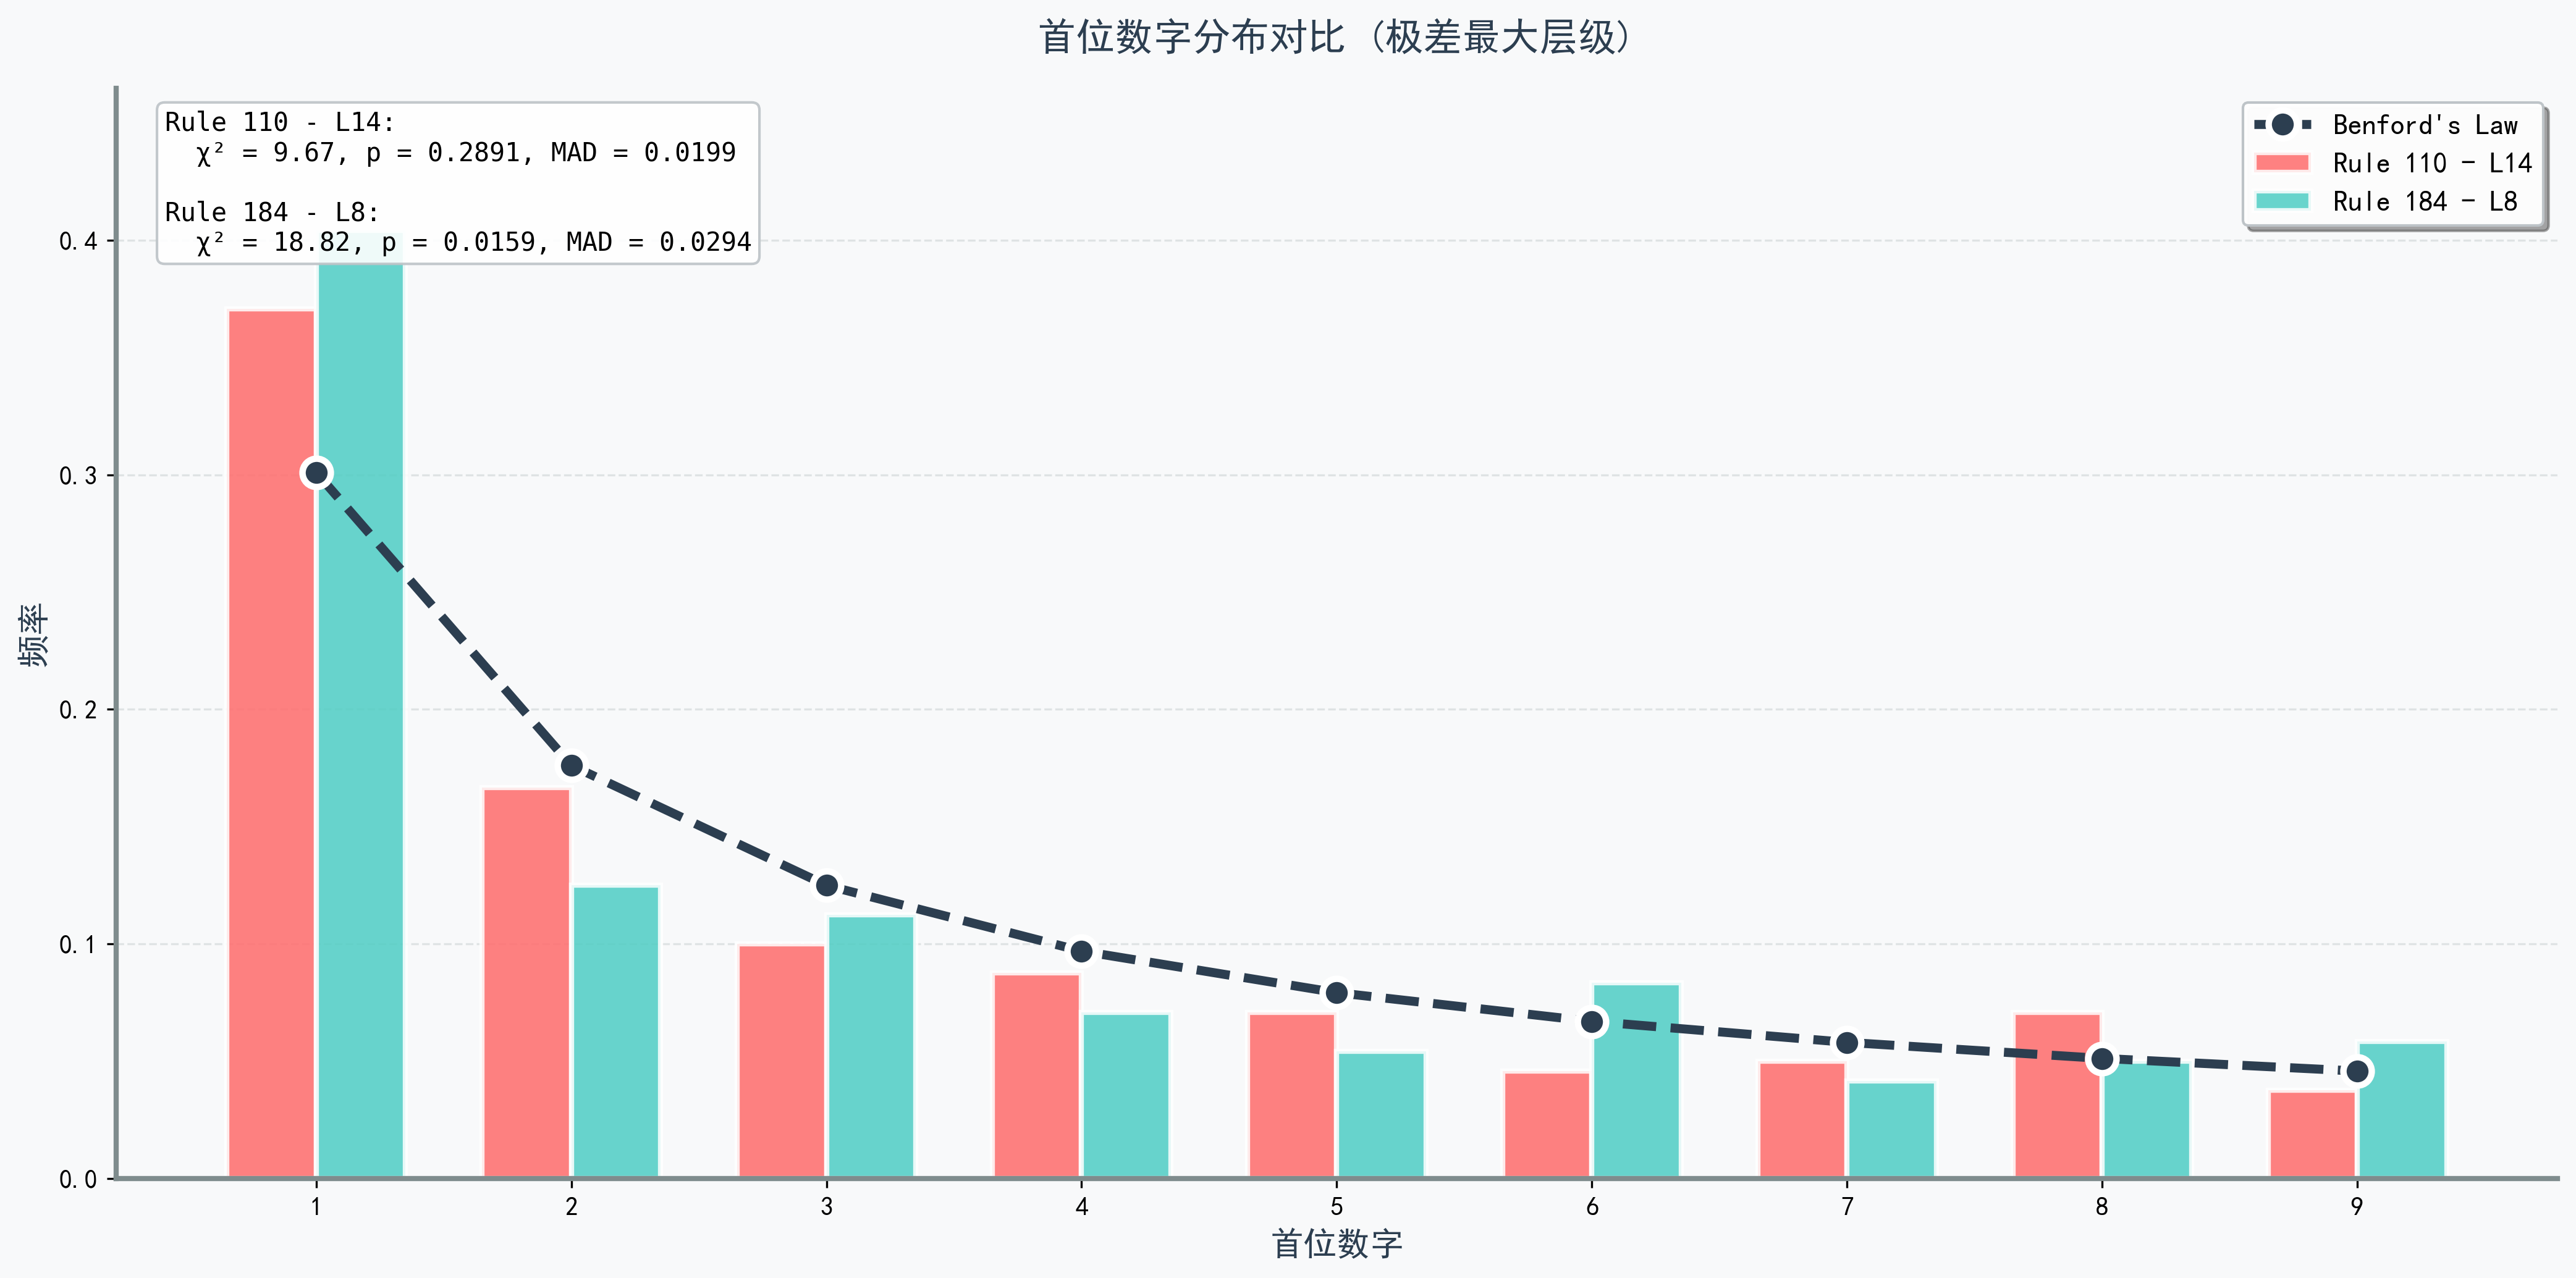 首位数字分布对比 (极差最大层级)
Rule 110 - L14:
χ² = 9.67, p = 0.2891, MAD = 0.0199
Rule 184 - L8:
χ² = 18.82, p = 0.0159, MAD = 0.0294
Benford's Law
Rule 110 - L14
Rule 184 - L8
频率
0.4
0.3
0.2
0.1
0.0
1 2 3 4 5 6 7 8 9
首位数字